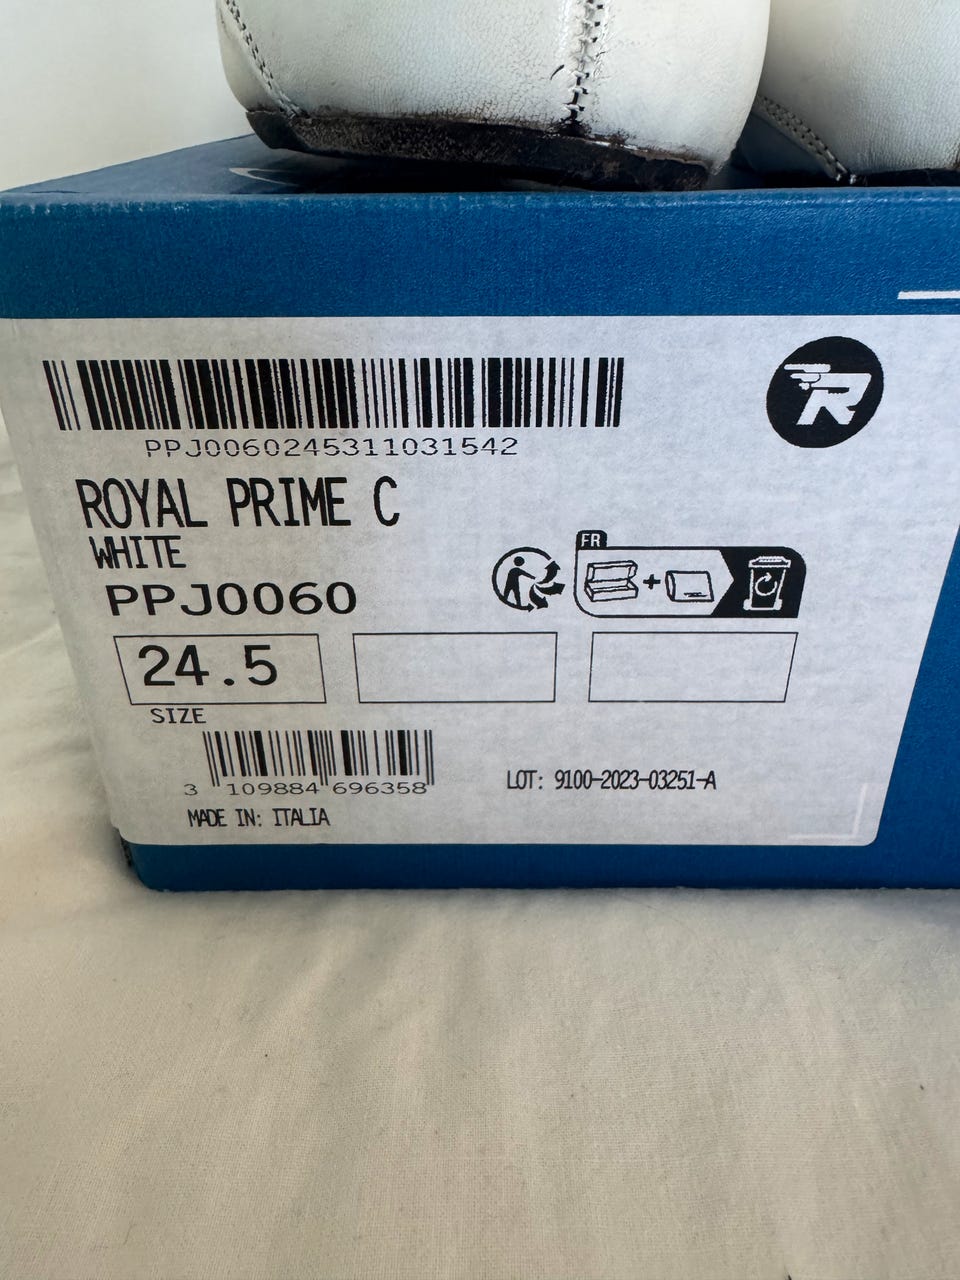 PPJ0060245311031542
R
ROYAL PRIME C
WHITE
FR
PPJ0060
24.5
SIZE
3 109884 696358
LOT: 9100-2023-03251-A
MADE IN: ITALIA